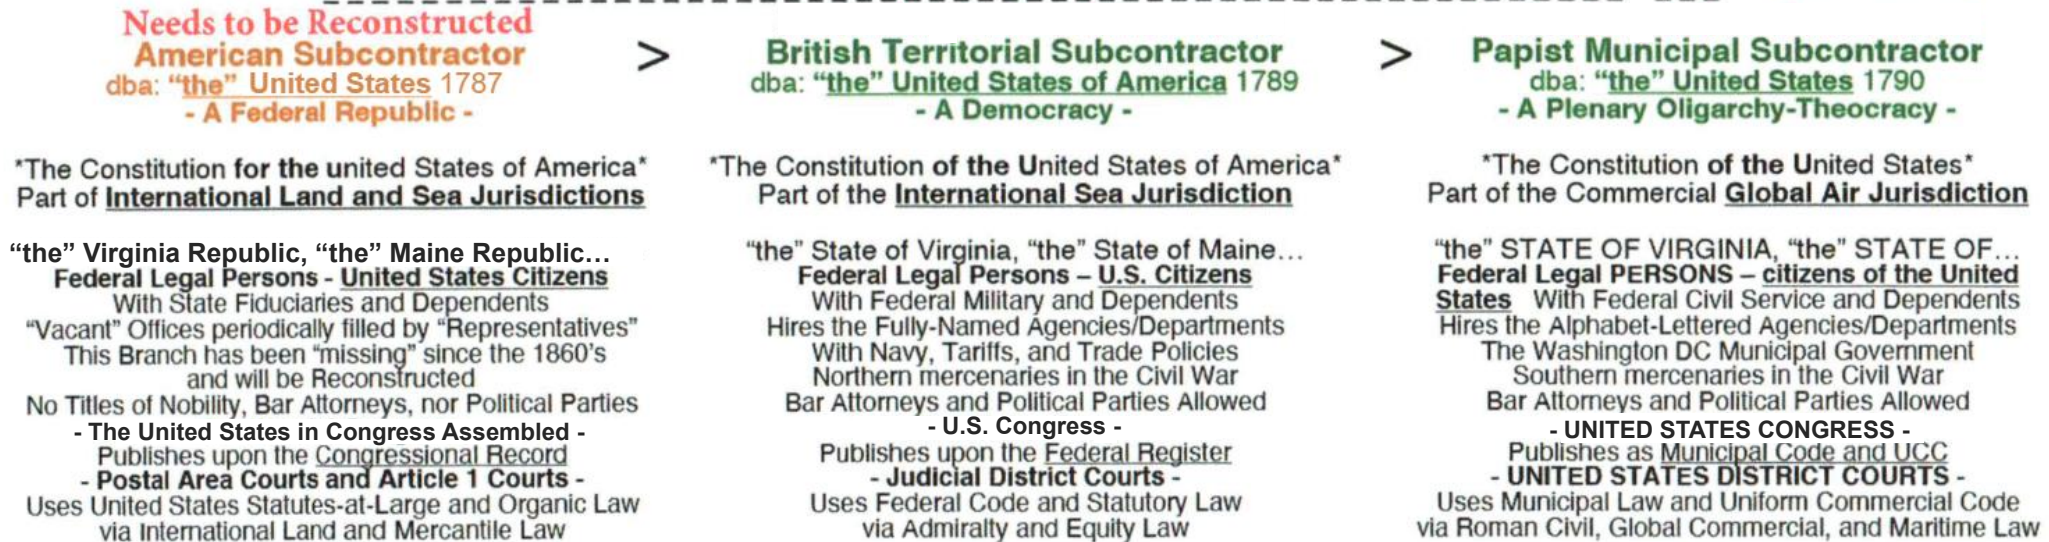 Needs to be Reconstructed
American Subcontractor
dba: “the” United States 1787
- A Federal Republic -
*The Constitution for the united States of America*
Part of International Land and Sea Jurisdictions
“the” Virginia Republic, “the” Maine Republic...
Federal Legal Persons - United States Citizens
With State Fiduciaries and Dependents
“Vacant” Offices periodically filled by “Representatives”
This Branch has been “missing” since the 1860’s
and will be Reconstructed
No Titles of Nobility, Bar Attorneys, nor Political Parties
- The United States in Congress Assembled -
Publishes upon the Congressional Record
- Postal Area Courts and Article 1 Courts -
Uses United States Statutes-at-Large and Organic Law
via International Land and Mercantile Law
>
British Territorial Subcontractor
dba: “the” United States of America 1789
- A Democracy -
*The Constitution of the United States of America*
Part of the International Sea Jurisdiction
“the” State of Virginia, “the” State of Maine...
Federal Legal Persons – U.S. Citizens
With Federal Military and Dependents
Hires the Fully-Named Agencies/Departments
With Navy, Tariffs, and Trade Policies
Northern mercenaries in the Civil War
Bar Attorneys and Political Parties Allowed
- U.S. Congress -
Publishes upon the Federal Register
- Judicial District Courts -
Uses Federal Code and Statutory Law
via Admiralty and Equity Law
>
Papist Municipal Subcontractor
dba: “the” United States 1790
- A Plenary Oligarchy-Theocracy -
*The Constitution of the United States*
Part of the Commercial Global Air Jurisdiction
“the” STATE OF VIRGINIA, “the” STATE OF...
Federal Legal PERSONS – citizens of the United
States With Federal Civil Service and Dependents
Hires the Alphabet-Lettered Agencies/Departments
The Washington DC Municipal Government
Southern mercenaries in the Civil War
Bar Attorneys and Political Parties Allowed
- UNITED STATES CONGRESS -
Publishes as Municipal Code and UCC
- UNITED STATES DISTRICT COURTS -
Uses Municipal Law and Uniform Commercial Code
via Roman Civil, Global Commercial, and Maritime Law